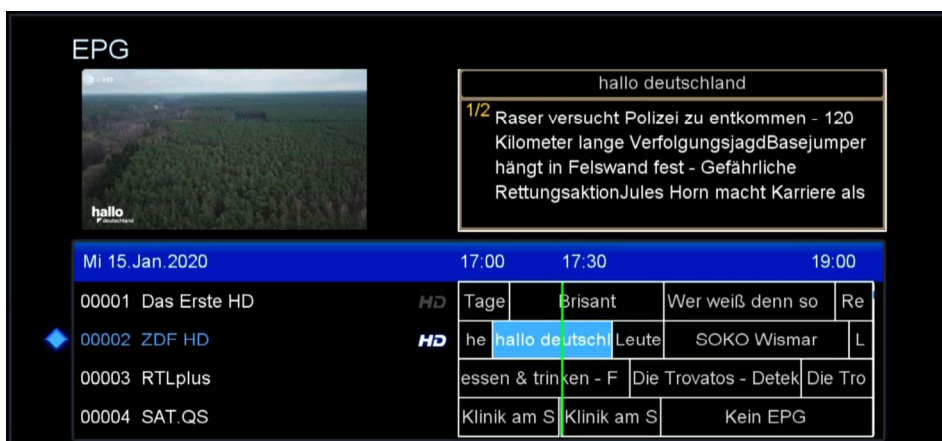 EPG
hallo
deutschland
hallo deutschland
1/2 Raser versucht Polizei zu entkommen - 120
Kilometer lange VerfolgungsjagdBasejumper
hängt in Felswand fest - Gefährliche
RettungsaktionJules Horn macht Karriere als
Mi 15.Jan.2020 17:00 17:30 19:00
00001 Das Erste HD HD Tage Brisant Wer weiß denn so Re
00002 ZDF HD HD he hallo deutschl Leute SOKO Wismar L
00003 RTLplus essen & trinken - F Die Trovatos - Detek Die Tro
00004 SAT.QS Klinik am S Klinik am S Kein EPG